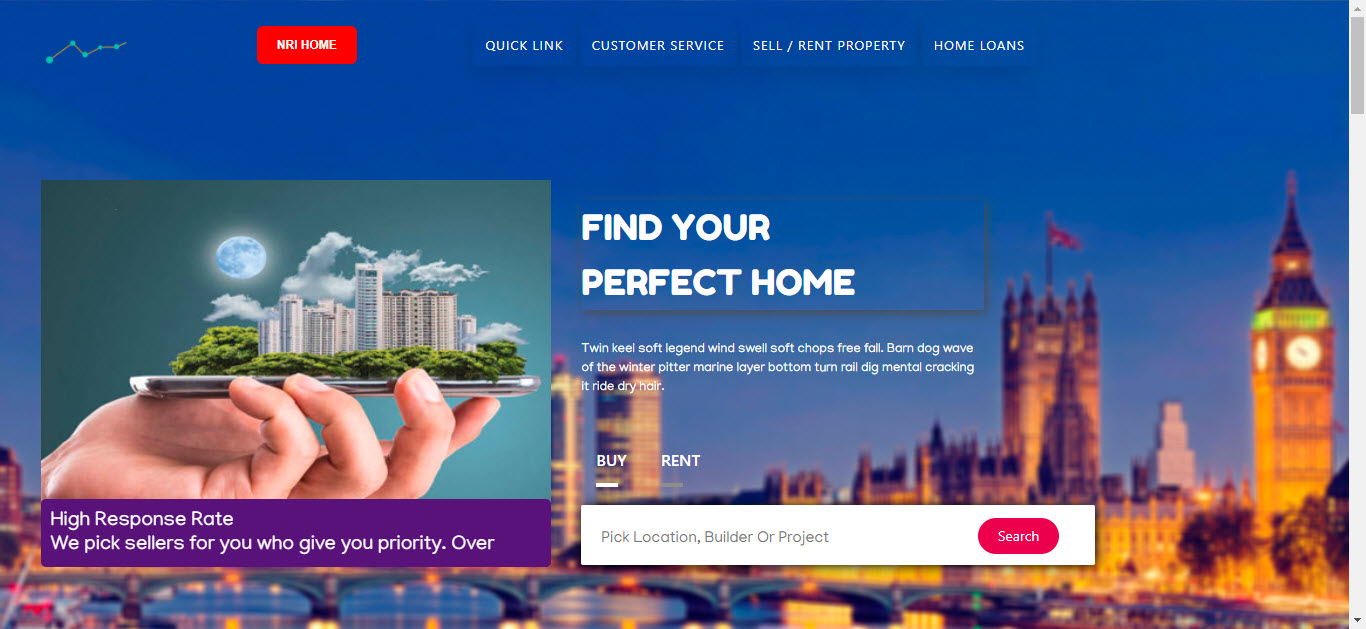 NRI HOME
QUICK LINK
CUSTOMER SERVICE
SELL / RENT PROPERTY
HOME LOANS
FIND YOUR
PERFECT HOME
Twin keel soft legend wind swell soft chops free fall. Barn dog wave
of the winter pitter marine layer bottom turn rail dig mental cracking
it ride dry hair.
BUY
RENT
Pick Location, Builder Or Project
Search
High Response Rate
We pick sellers for you who give you priority. Over